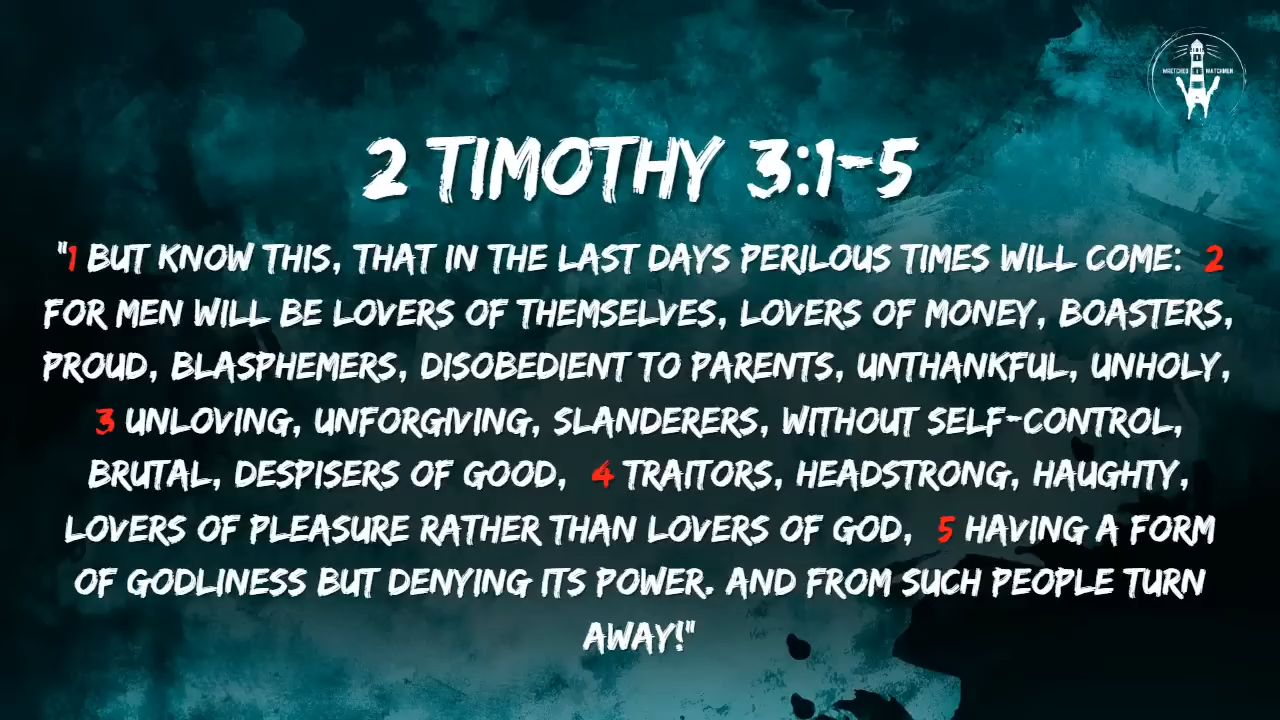 WRETCHED WATCHMEN
2 TIMOTHY 3:1-5
"1 BUT KNOW THIS, THAT IN THE LAST DAYS PERILOUS TIMES WILL COME: 2
FOR MEN WILL BE LOVERS OF THEMSELVES, LOVERS OF MONEY, BOASTERS,
PROUD, BLASPHEMERS, DISOBEDIENT TO PARENTS, UNTHANKFUL, UNHOLY,
3 UNLOVING, UNFORGIVING, SLANDERERS, WITHOUT SELF-CONTROL,
BRUTAL, DESPISERS OF GOOD, 4 TRAITORS, HEADSTRONG, HAUGHTY,
LOVERS OF PLEASURE RATHER THAN LOVERS OF GOD, 5 HAVING A FORM
OF GODLINESS BUT DENYING ITS POWER. AND FROM SUCH PEOPLE TURN
AWAY!"